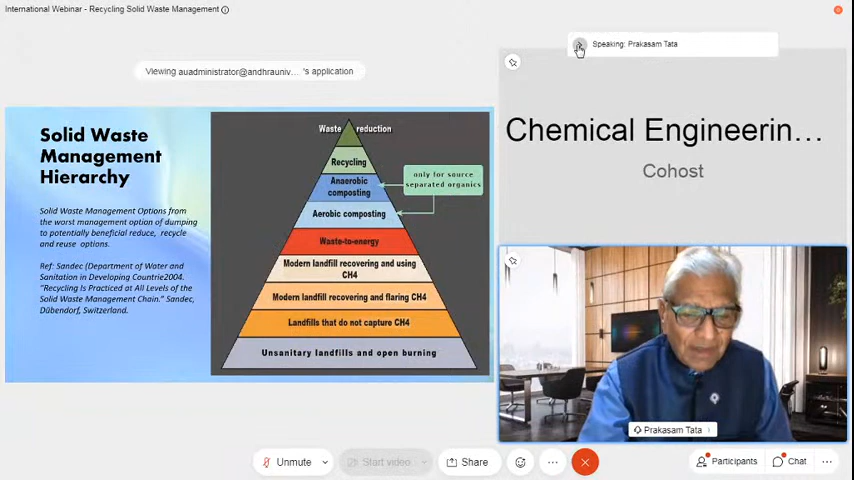 International Webinar - Recycling Solid Waste Management
Speaking: Prakasam Tata
Viewing auadministrator@andhrauniv... 's application
Solid Waste
Management
Hierarchy
Solid Waste Management Options from
the worst management option of dumping
to potentially beneficial reduce, recycle
and reuse options.
Ref: Sandec (Department of Water and
Sanitation in Developing Countrie2004.
"Recycling Is Practiced at All Levels of the
Solid Waste Management Chain." Sandec,
Dübendorf, Switzerland.
Waste reduction
Recycling
Anaerobic
composting
only for source
separated organics
Aerobic composting
Waste-to-energy
Modern landfill recovering and using
CH4
Modern landfill recovering and flaring CH4
Landfills that do not capture CH4
Unsanitary landfills and open burning
Chemical Engineerin...
Cohost
Prakasam Tata
Unmute
Start video
Share
Participants
Chat